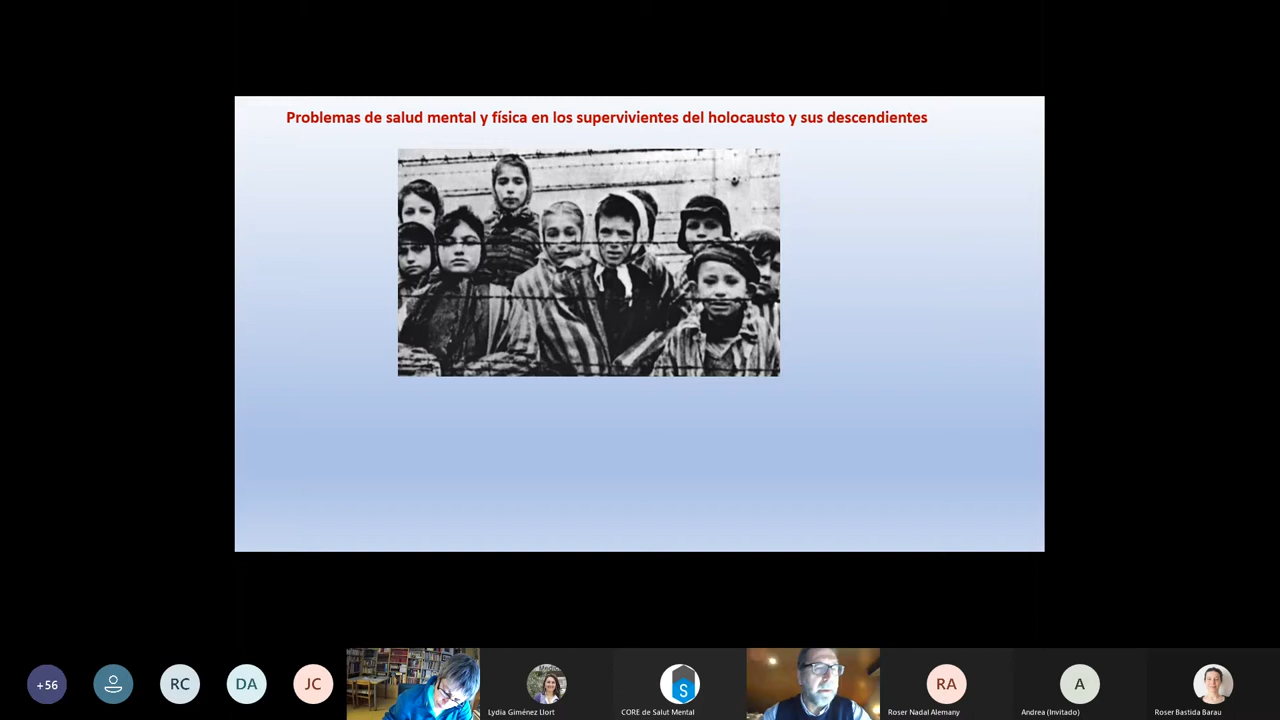 Problemas de salud mental y física en los supervivientes del holocausto y sus descendientes
+56
RC
DA
JC
Lydia Giménez Llort
S
CORE de Salut Mental
RA
Roser Nadal Alemany
A
Andrea (Invitado)
Roser Bastida Barau